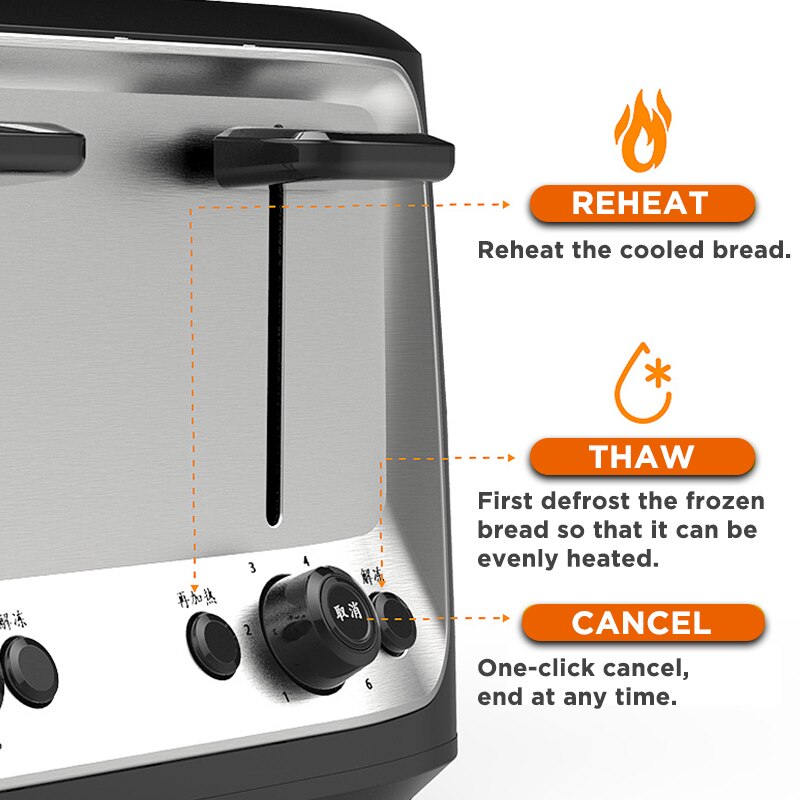 REHEAT
Reheat the cooled bread.
THAW
First defrost the frozen
bread so that it can be
evenly heated.
CANCEL
One-click cancel,
end at any time.
解冻
再加热
取消
解冻
3
4
2
1
6